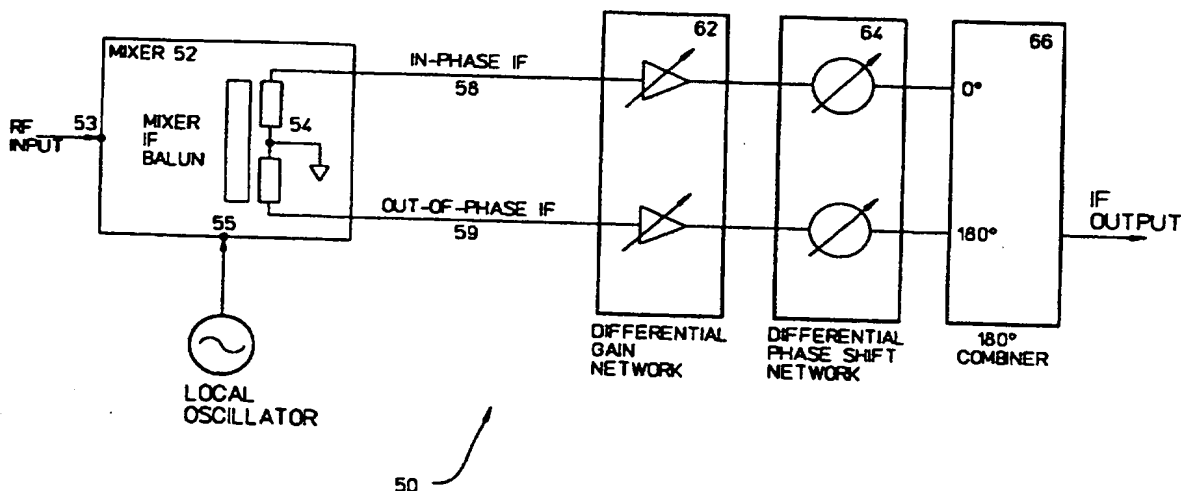 MIXER 52
53
RF
INPUT
MIXER
IF
BALUN
54
55
LOCAL
OSCILLATOR
IN-PHASE IF
58
OUT-OF-PHASE IF
59
62
DIFFERENTIAL
GAIN
NETWORK
64
DIFFERENTIAL
PHASE SHIFT
NETWORK
66
0°
180°
180°
COMBINER
IF
OUTPUT
50